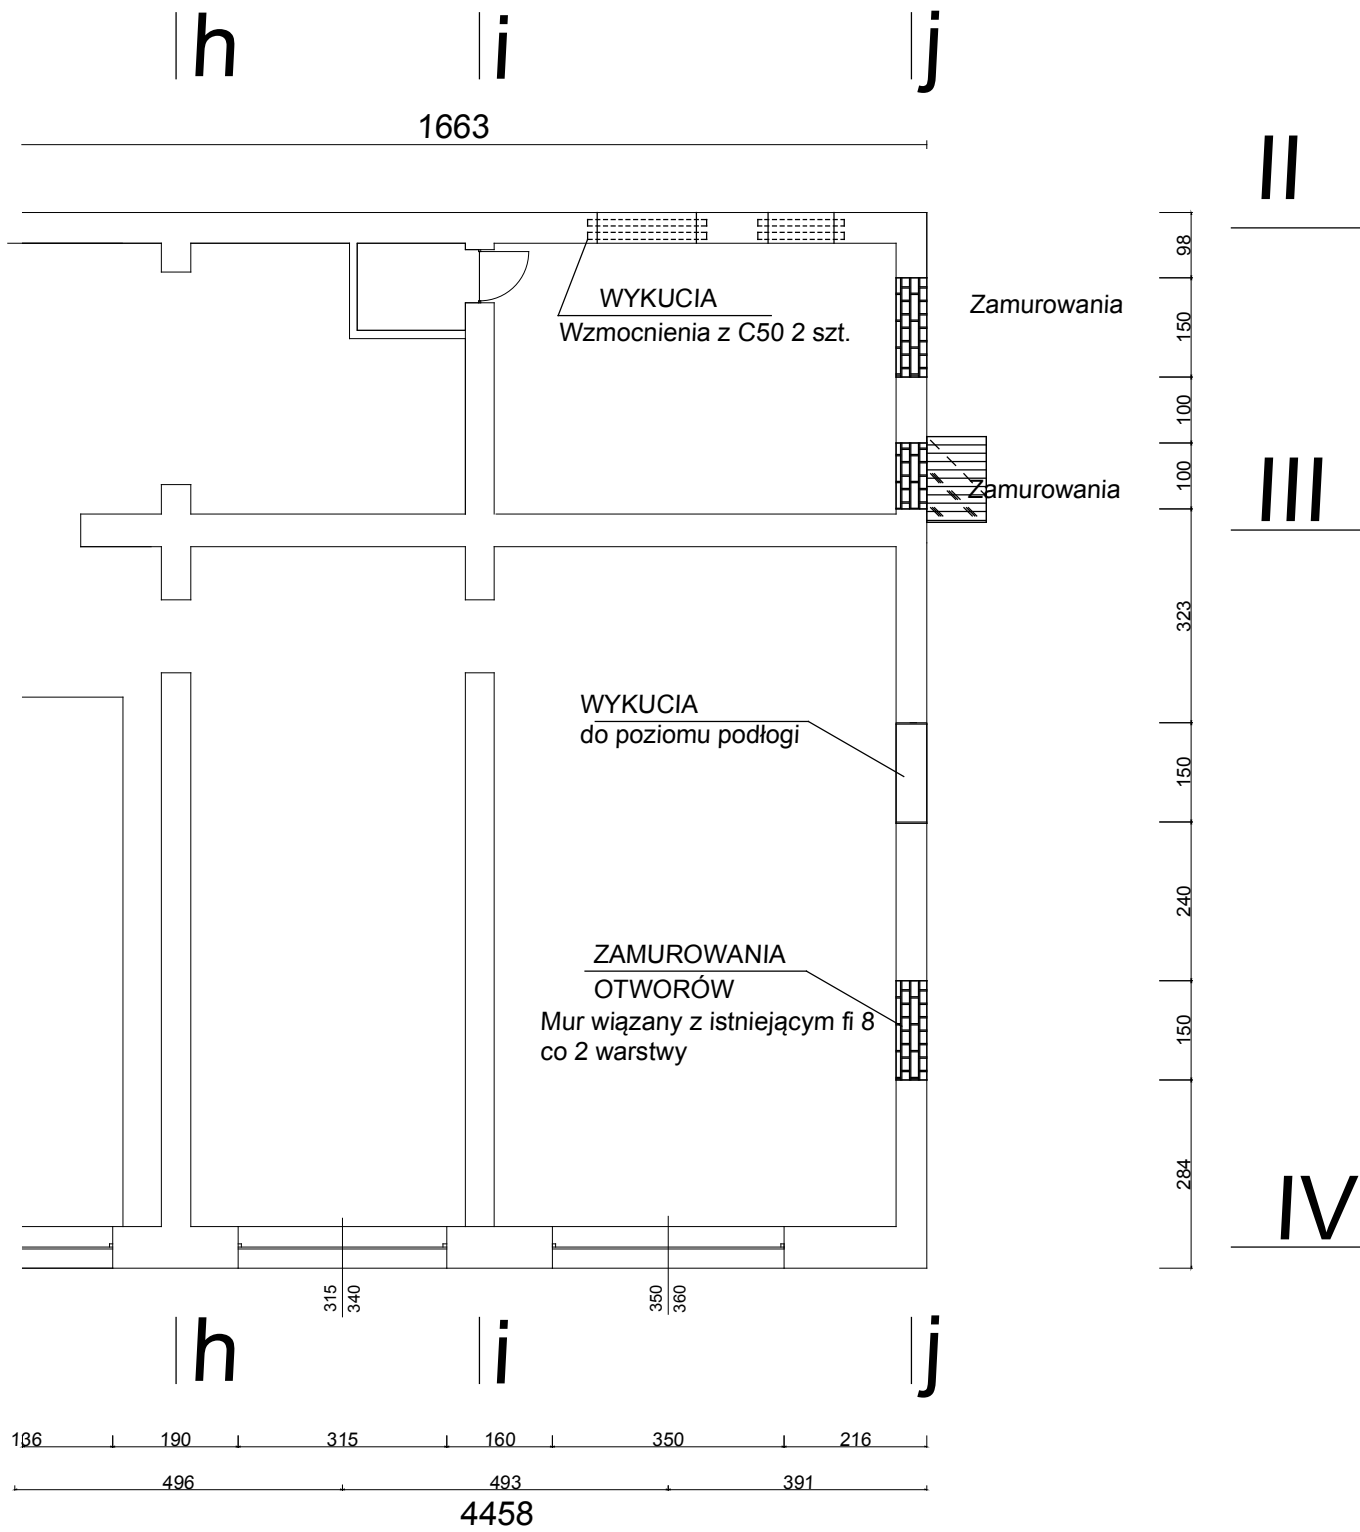 h
i
j
1663
II
98
WYKUCIA
Wzmocnienia z C50 2 szt.
Zamurowania
150
100
III
100
Zamurowania
323
WYKUCIA
do poziomu podłogi
150
240
ZAMUROWANIA
OTWORÓW
Mur wiązany z istniejącym fi 8
co 2 warstwy
150
284
IV
315
340
350
360
h
i
j
136
190
315
160
350
216
496
493
391
4458